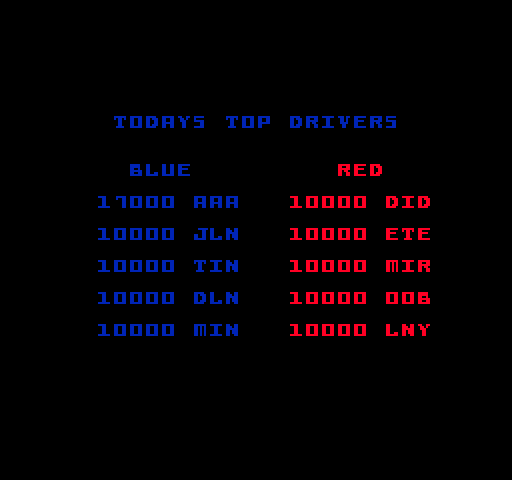 TODAYS TOP DRIVERS
BLUE RED
17000 AAA 10000 DID
10000 JLN 10000 ETE
10000 TIN 10000 MIR
10000 DLN 10000 OOB
10000 MIN 10000 LNY